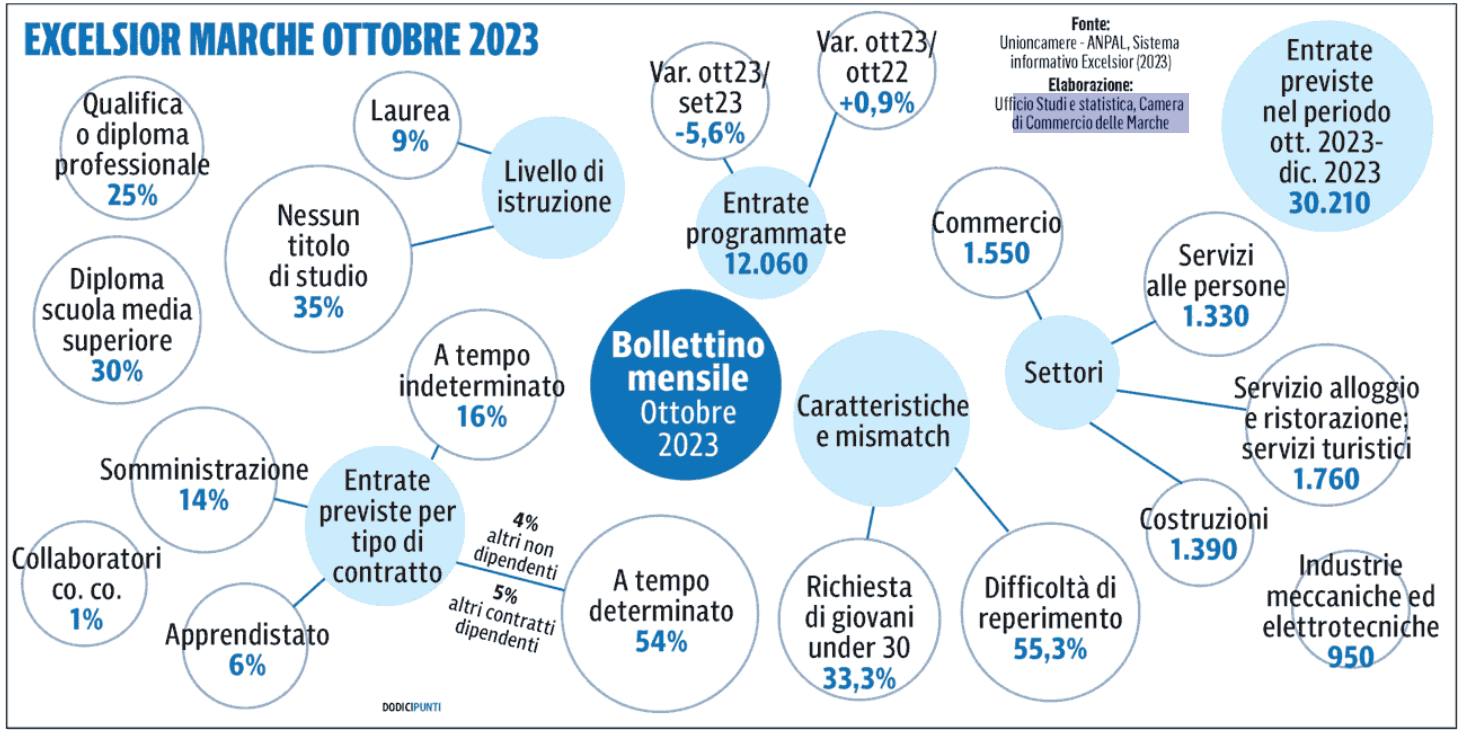 EXCELSIOR MARCHE OTTOBRE 2023
Fonte:
Unioncamere - ANPAL, Sistema
informativo Excelsior (2023)
Elaborazione:
Ufficio Studi e statistica, Camera
di Commercio delle Marche
Entrate
previste
nel periodo
ott. 2023-
dic. 2023
30.210
Qualifica
o diploma
professionale
25%
Laurea
9%
Livello di
istruzione
Nessun
titolo
di studio
35%
Diploma
scuola media
superiore
30%
Var. ott23/
set23
-5,6%
Var. ott23/
ott22
+0,9%
Entrate
programmate
12.060
Bollettino
mensile
Ottobre
2023
Commercio
1.550
Servizi
alle persone
1.330
Settori
Servizio alloggio
e ristorazione;
servizi turistici
1.760
Costruzioni
1.390
Industrie
meccaniche ed
elettrotecniche
950
Caratteristiche
e mismatch
Richiesta
di giovani
under 30
33,3%
Difficoltà di
reperimento
55,3%
A tempo
indeterminato
16%
Somministrazione
14%
Entrate
previste per
tipo di
contratto
Collaboratori
co. co.
1%
Apprendistato
6%
4%
altri non
dipendenti
5%
altri contratti
dipendenti
A tempo
determinato
54%
DODICIPUNTI